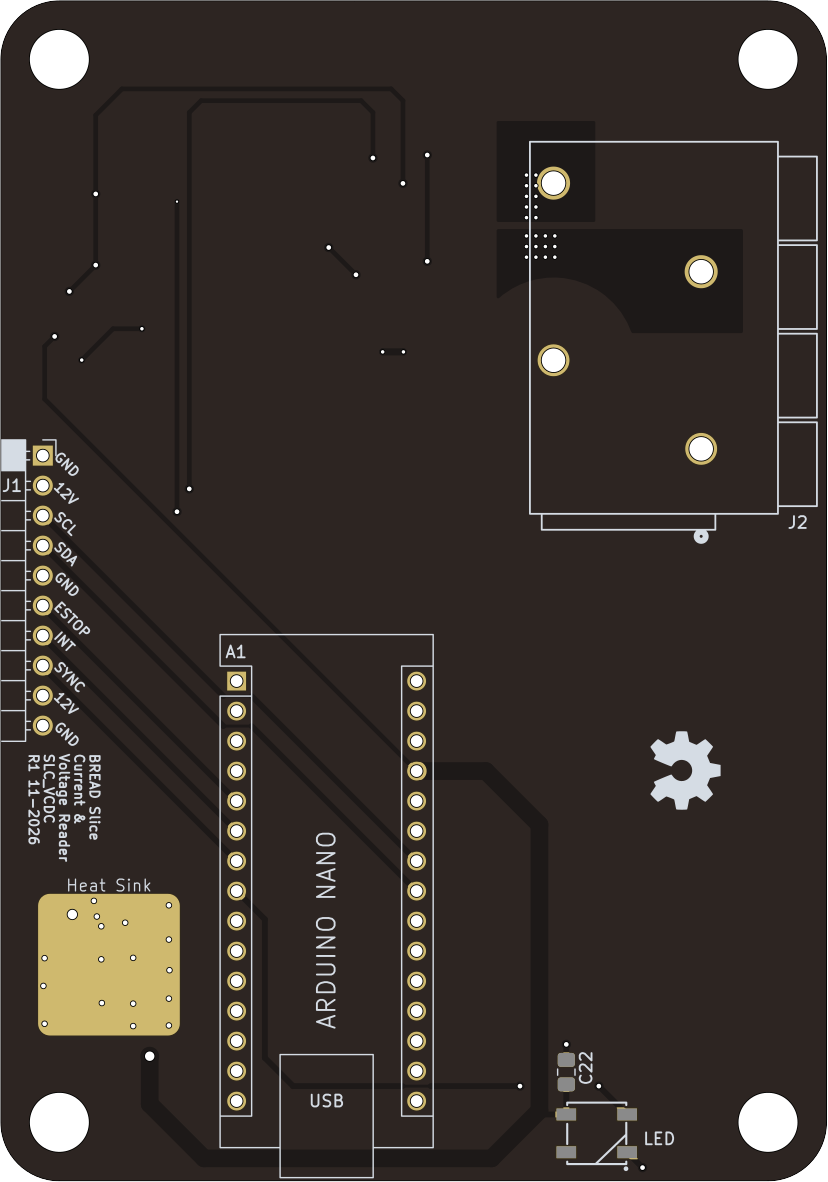 GND
J1
12V
SCL
SDA
GND
ESTOP
INT
SYNC
12V
GND
J2
A1
BREAD Slice
Current &
Voltage Reader
SLC_VCDC
R1 11-2026
Heat Sink
ARDUINO NANO
USB
C22
LED